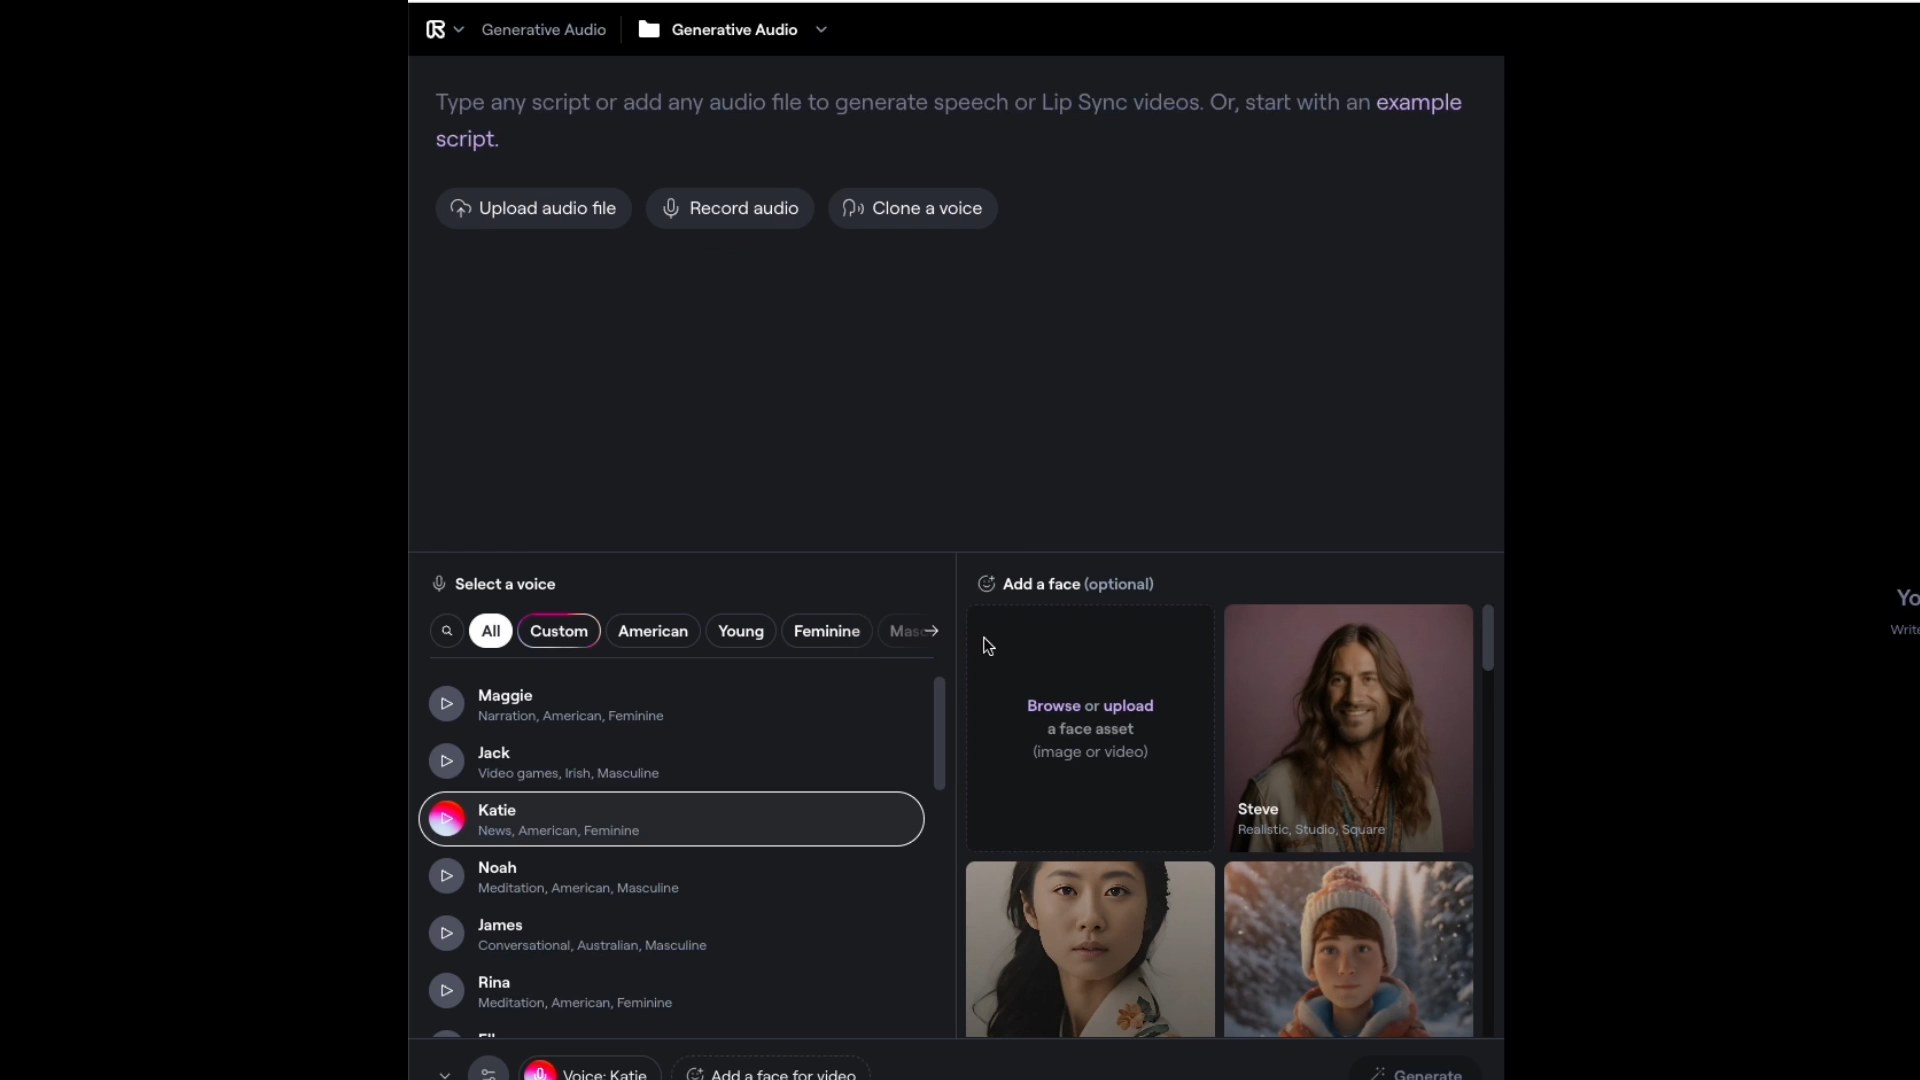 Generative Audio
Generative Audio
Type any script or add any audio file to generate speech or Lip Sync videos. Or, start with an example
script.
Upload audio file
Record audio
Clone a voice
Select a voice
All
Custom
American
Young
Feminine
Maggie
Narration, American, Feminine
Jack
Video games, Irish, Masculine
Katie
News, American, Feminine
Noah
Meditation, American, Masculine
James
Conversational, Australian, Masculine
Rina
Meditation, American, Feminine
Add a face (optional)
Browse or upload
a face asset
(image or video)
Steve
Realistic, Studio, Square
Voice: Katie
Add a face for video
Generate
Yo
Write